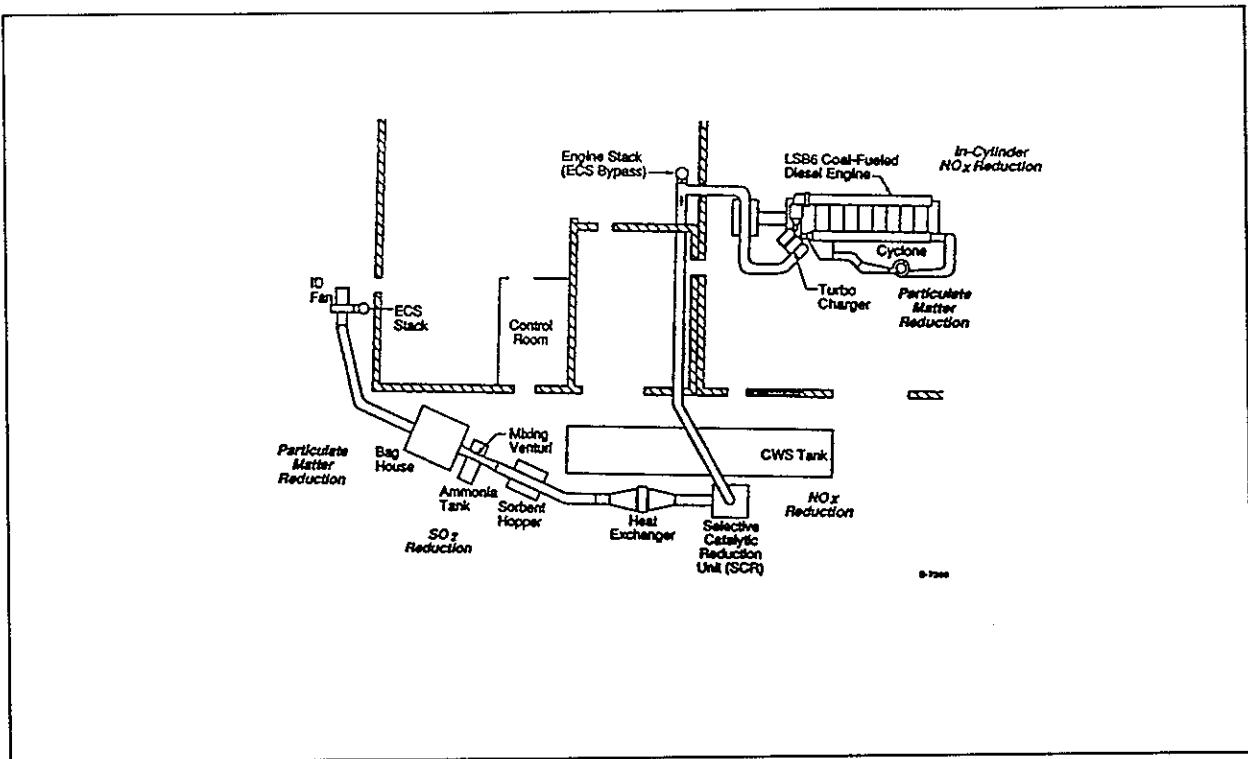 Engine Stack
(ECS Bypass)
LSB6 Coal-Fueled
Diesel Engine
In-Cylinder
NOx Reduction
Cyclone
Turbo
Charger
Particulate
Matter
Reduction
ID
Fan
ECS
Stack
Control
Room
Particulate
Matter
Reduction
Bag
House
Mixing
Venturi
Ammonia
Tank
Sorbent
Hopper
SO2
Reduction
CWS Tank
Heat
Exchanger
NOx
Reduction
Selective
Catalytic
Reduction
Unit (SCR)